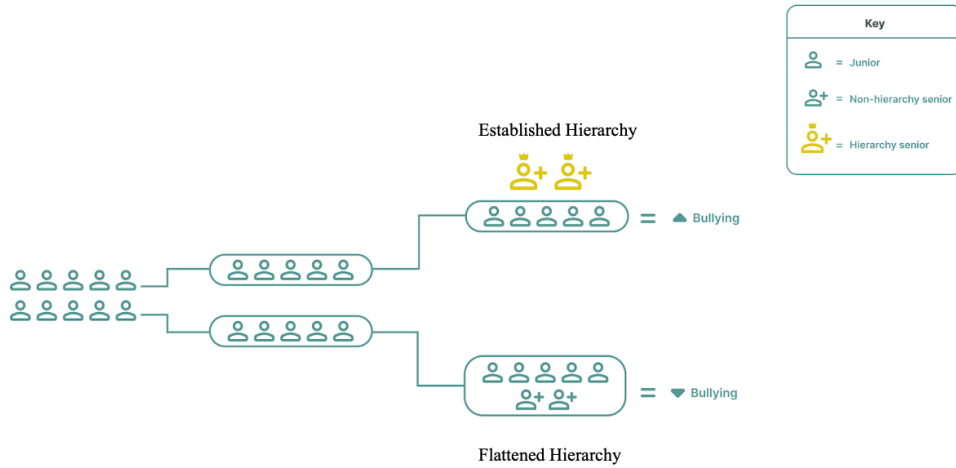 Key
= Junior
= Non-hierarchy senior
= Hierarchy senior
Established Hierarchy
= ▲ Bullying
= ▼ Bullying
Flattened Hierarchy